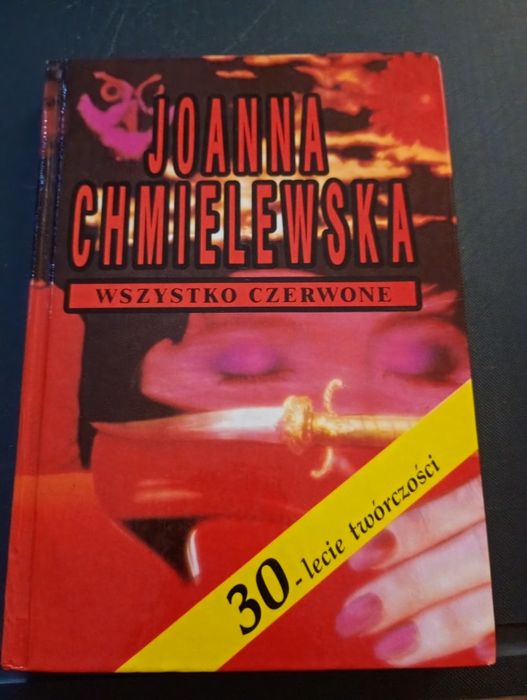 JOANNA
CHMIELEWSKA
WSZYSTKO CZERWONE
30-lecie twórczości